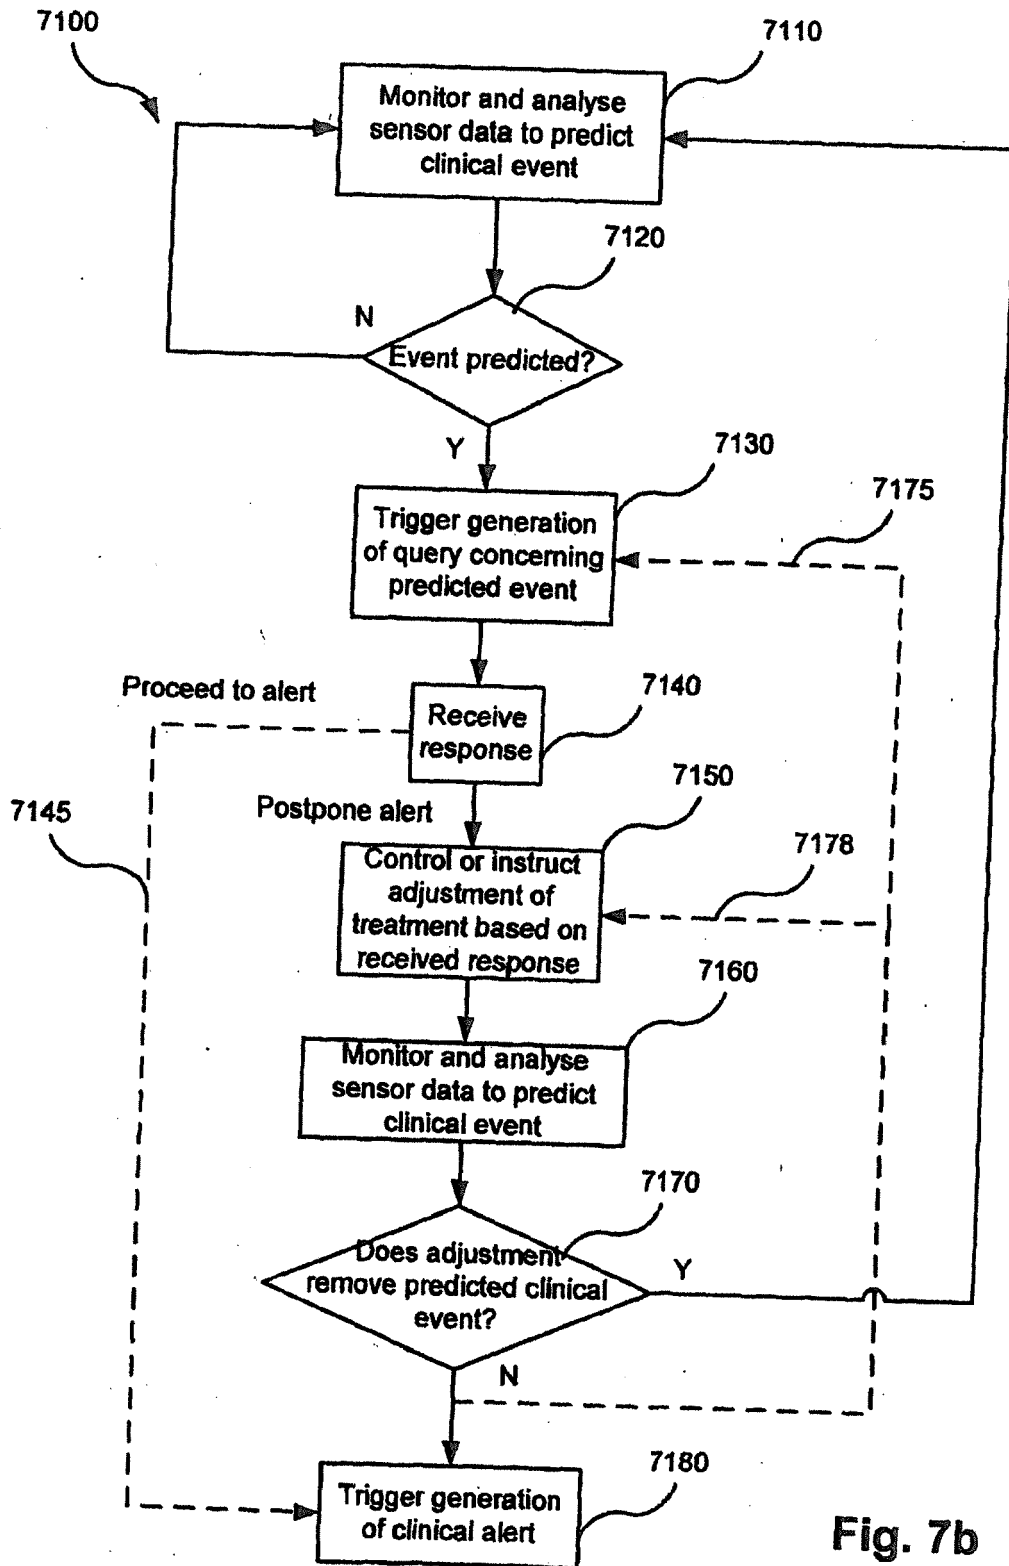 7100
7110
Monitor and analyse
sensor data to predict
clinical event
7120
N
Event predicted?
Y
7130
Trigger generation
of query concerning
predicted event
7175
Proceed to alert
7140
Receive
response
7145
Postpone alert
7150
Control or instruct
adjustment of
treatment based on
received response
7178
7160
Monitor and analyse
sensor data to predict
clinical event
7170
Does adjustment
remove predicted clinical
event?
Y
N
7180
Trigger generation
of clinical alert
Fig. 7b